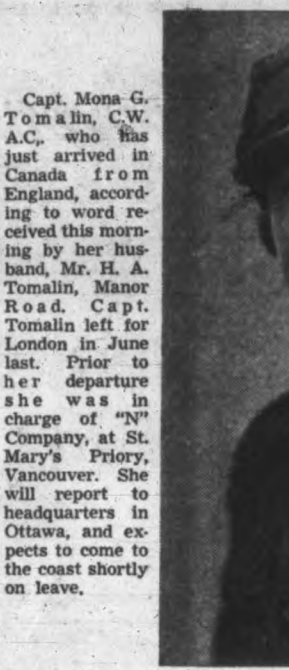 Capt. Mona G.
Tomalin, C.W.
A.C,. who has
just arrived in
Canada from
England, accord-
ing to word re-
ceived this morn-
ing by her hus-
band, Mr. H. A.
Tomalin, Manor
Road. Capt.
Tomalin left for
London in June
last. Prior to
her departure
she was in
charge of "N"
Company, at St.
Mary's Priory,
Vancouver. She
will report to
headquarters in
Ottawa, and ex-
pects to come to
the coast shortly
on leave.